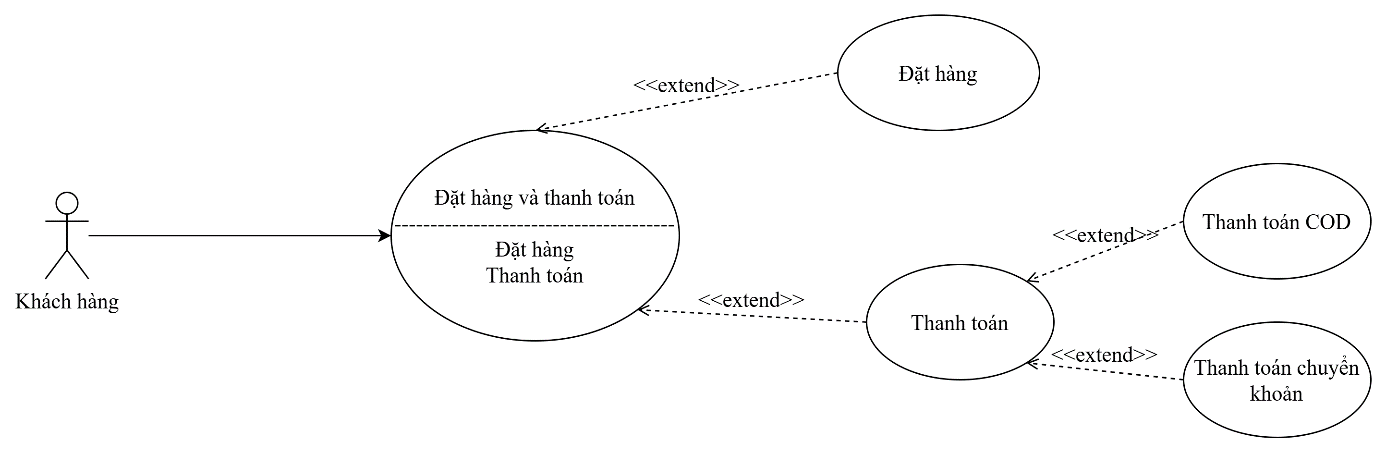 Đặt hàng
<<extend>>
Đặt hàng và thanh toán
Đặt hàng
Thanh toán
Khách hàng
Thanh toán COD
<<extend>>
<<extend>>
Thanh toán
<<extend>>
Thanh toán chuyển
khoản